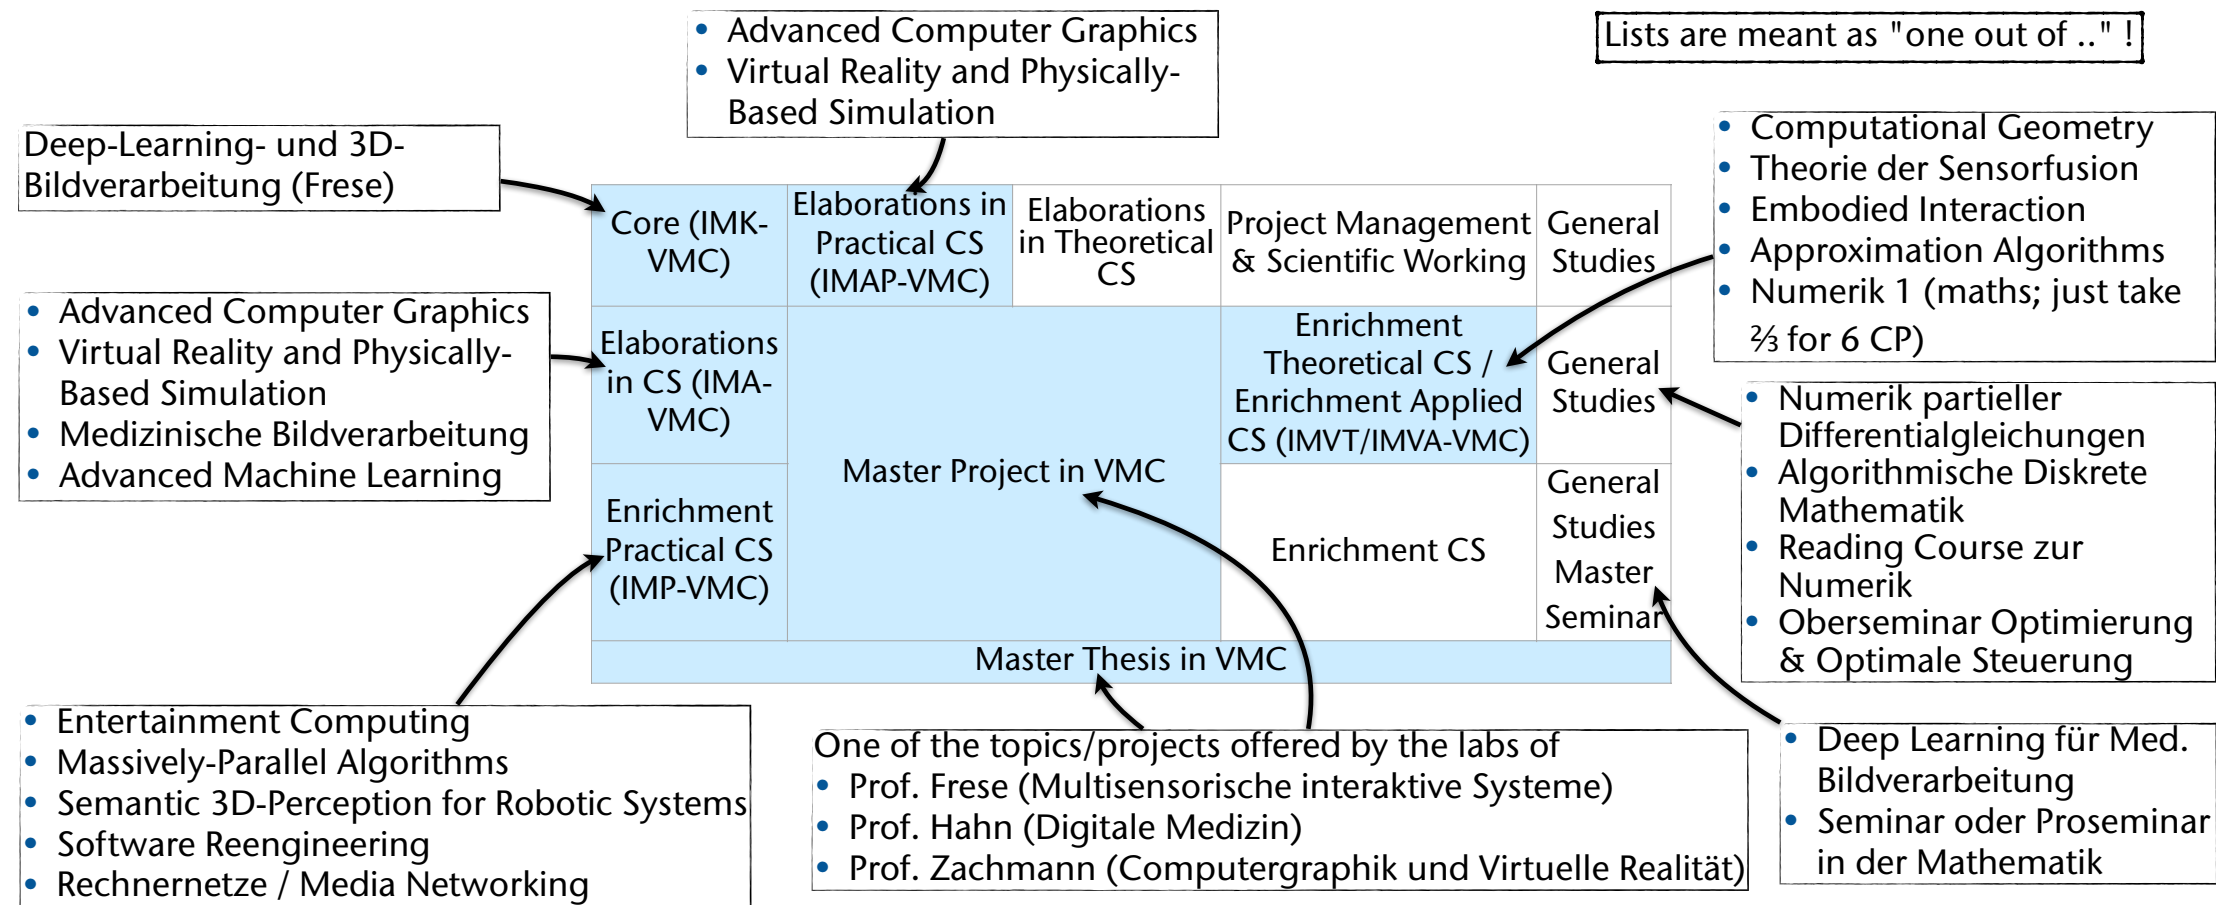 • Advanced Computer Graphics
• Virtual Reality and Physically-
Based Simulation
Lists are meant as "one out of .." !
Deep-Learning- und 3D-
Bildverarbeitung (Frese)
• Computational Geometry
• Theorie der Sensorfusion
• Embodied Interaction
• Approximation Algorithms
• Numerik 1 (maths; just take
⅔ for 6 CP)
Core (IMK-
VMC)
Elaborations in
Practical CS
(IMAP-VMC)
Elaborations
in Theoretical
CS
Project Management
& Scientific Working
General
Studies
• Advanced Computer Graphics
• Virtual Reality and Physically-
Based Simulation
• Medizinische Bildverarbeitung
• Advanced Machine Learning
Elaborations
in CS (IMA-
VMC)
Master Project in VMC
Enrichment
Theoretical CS /
Enrichment Applied
CS (IMVT/IMVA-VMC)
General
Studies
• Numerik partieller
Differentialgleichungen
• Algorithmische Diskrete
Mathematik
• Reading Course zur
Numerik
• Oberseminar Optimierung
& Optimale Steuerung
Enrichment
Practical CS
(IMP-VMC)
Enrichment CS
General
Studies
Master
Seminar
Master Thesis in VMC
• Entertainment Computing
• Massively-Parallel Algorithms
• Semantic 3D-Perception for Robotic Systems
• Software Reengineering
• Rechnernetze / Media Networking
One of the topics/projects offered by the labs of
• Prof. Frese (Multisensorische interaktive Systeme)
• Prof. Hahn (Digitale Medizin)
• Prof. Zachmann (Computergraphik und Virtuelle Realität)
• Deep Learning für Med.
Bildverarbeitung
• Seminar oder Proseminar
in der Mathematik